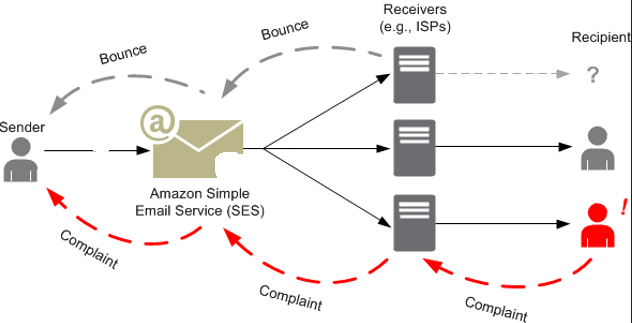 Receivers
(e.g., ISPs)
Recipient
Bounce
Bounce
?
@
Sender
Amazon Simple
Email Service (SES)
!
Complaint
Complaint
Complaint